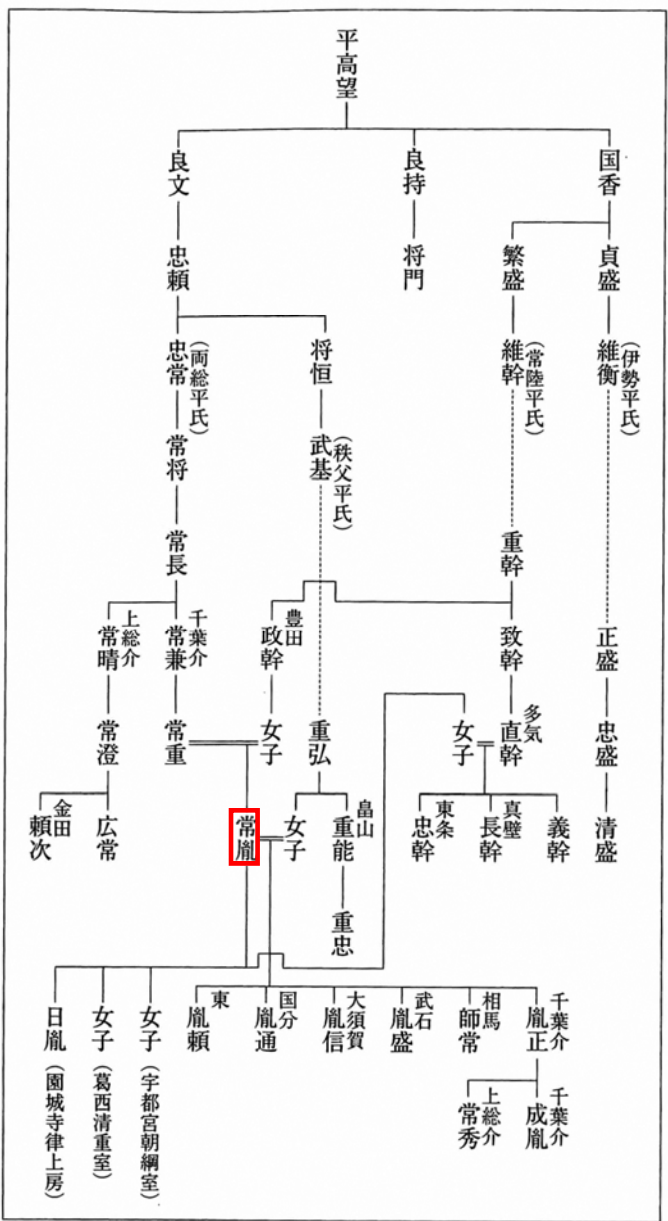 平高望
国香
良持
良文
貞盛
繁盛
将門
忠頼
維衡
(伊勢平氏)
維幹
(常陸平氏)
将恒
忠常
(両総平氏)
武基
(秩父平氏)
常将
重幹
常長
正盛
致幹
豊田
政幹
千葉介
常兼
上総介
常晴
忠盛
多気
直幹
女子
重弘
女子
常重
常澄
清盛
義幹
真壁
長幹
東条
忠幹
畠山
重能
女子
常胤
広常
金田
頼次
重忠
千葉介
胤正
相馬
師常
武石
胤盛
大須賀
胤信
国分
胤通
東
胤頼
女子(宇都宮朝綱室)
女子(葛西清重室)
日胤(園城寺律上房)
千葉介
成胤
上総介
常秀